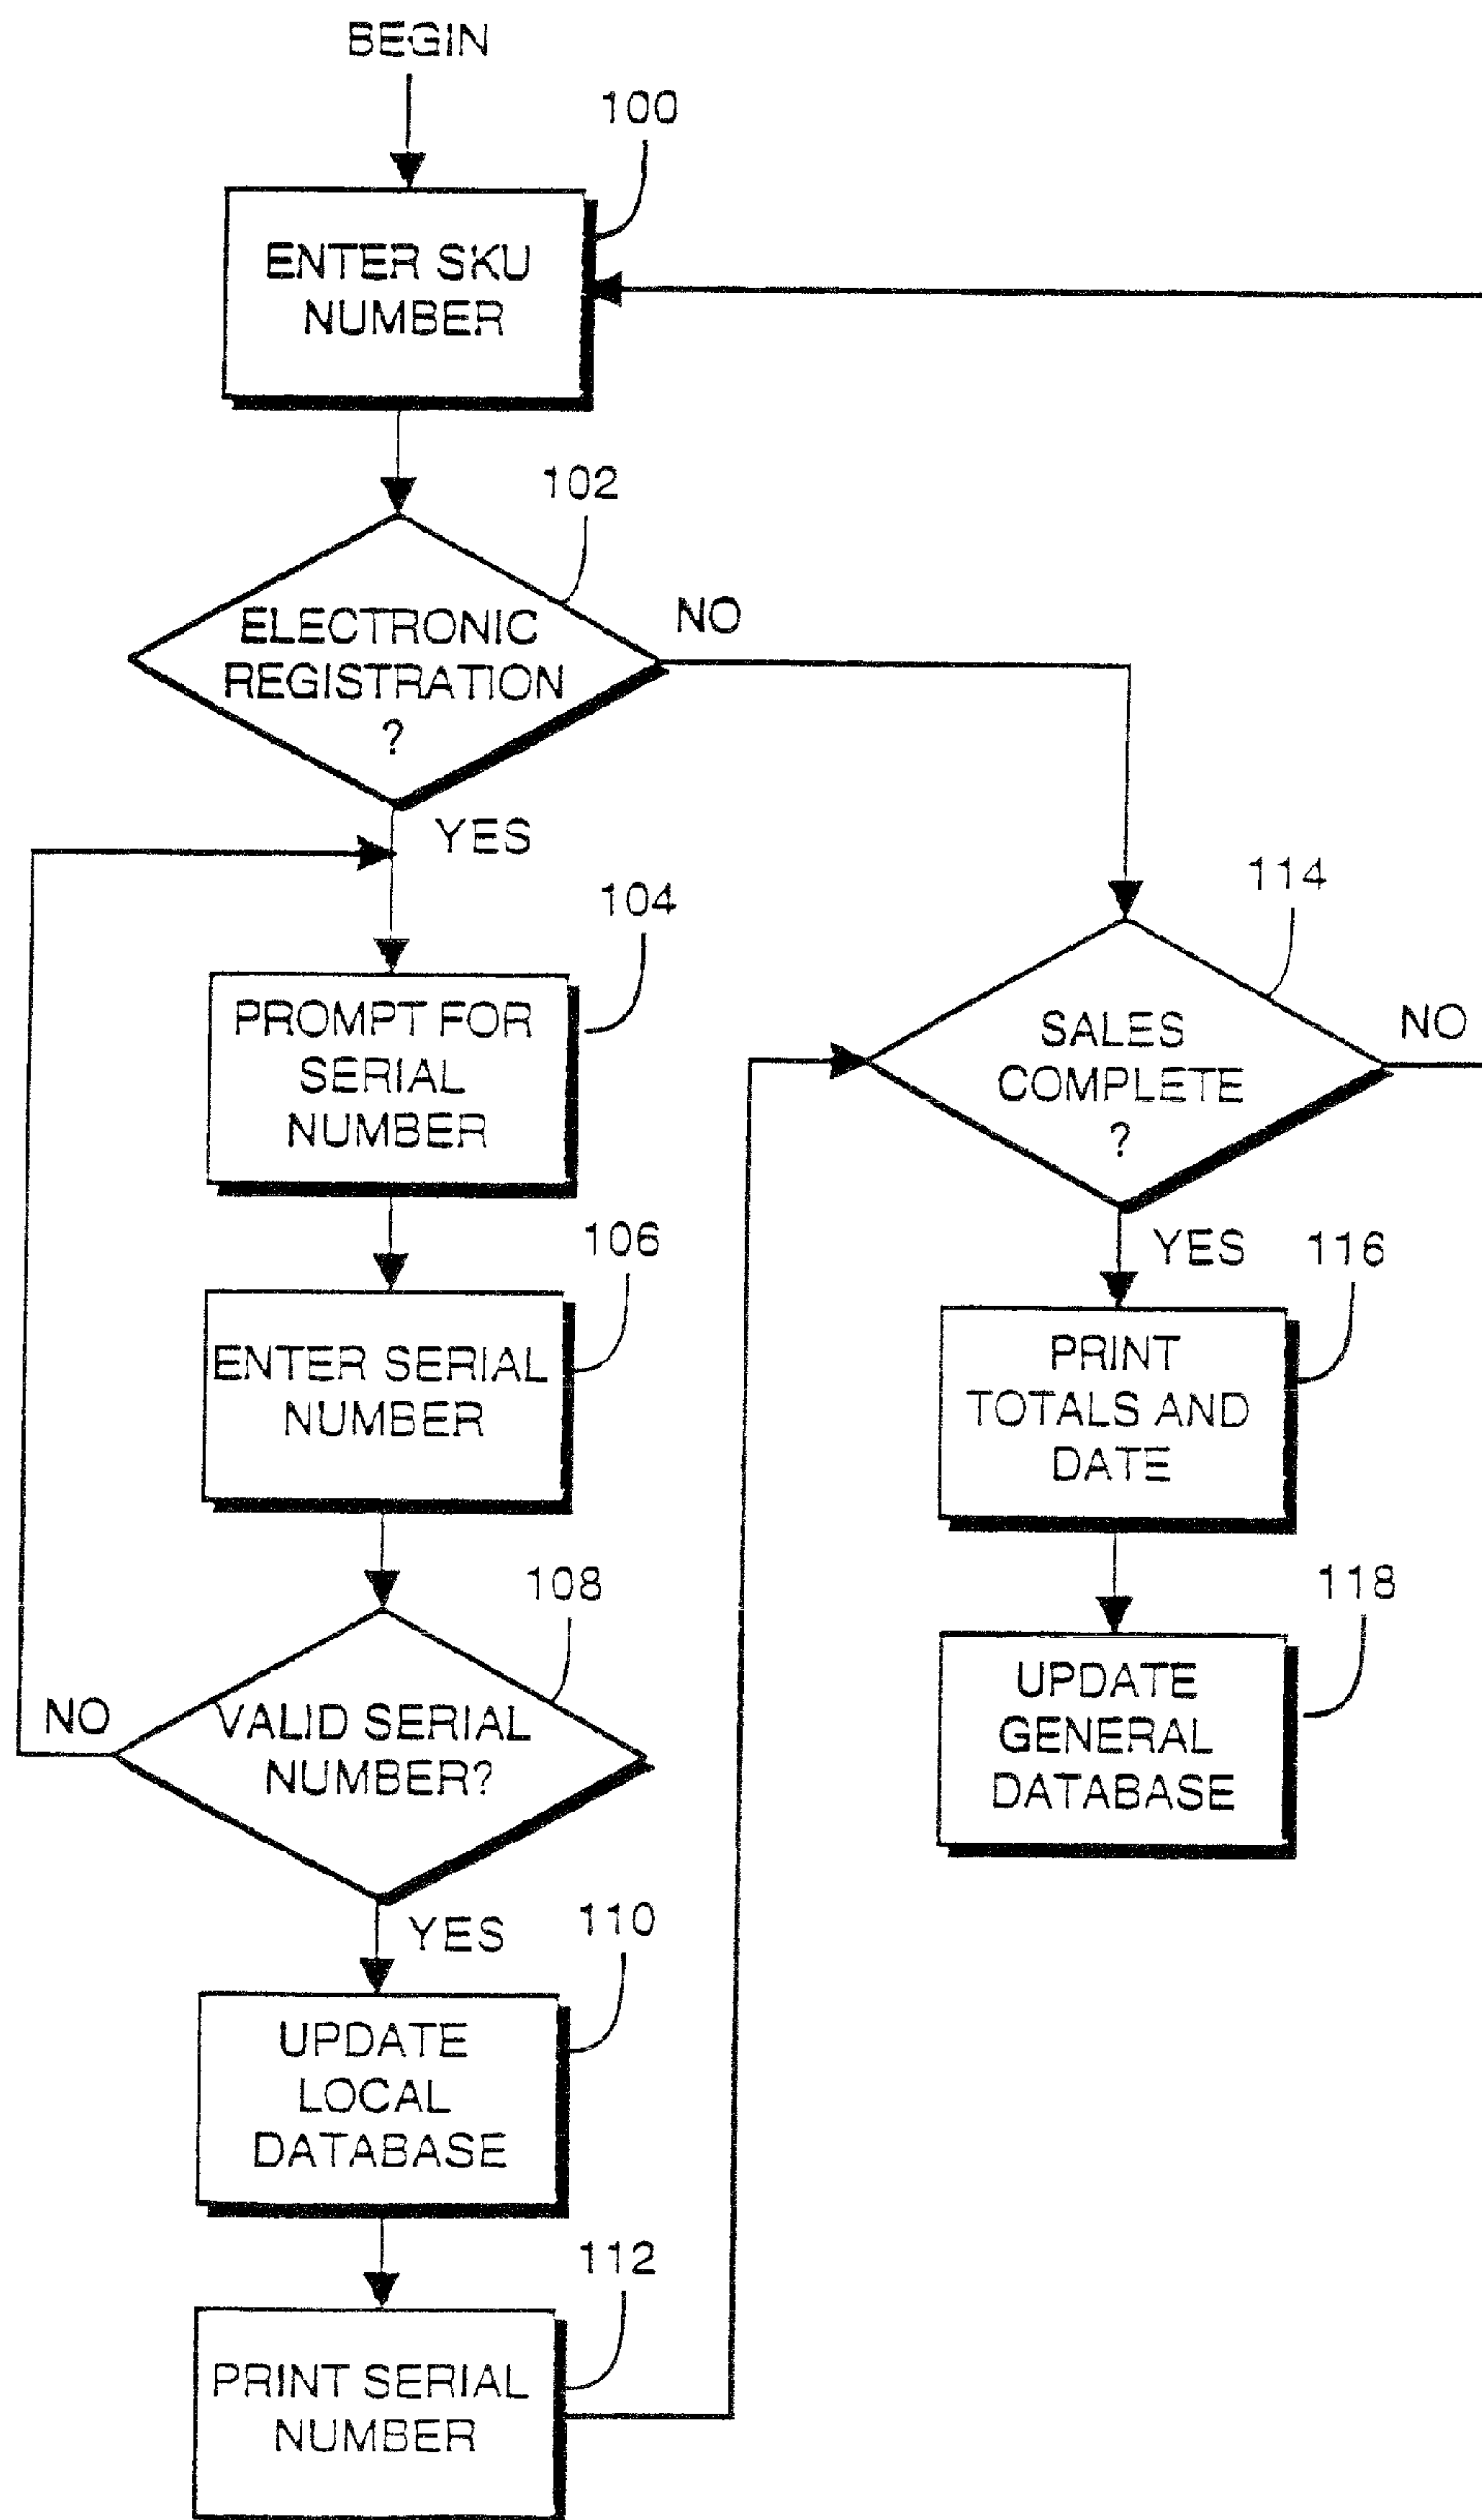 BEGIN
100
ENTER SKU
NUMBER
102
ELECTRONIC
REGISTRATION
?
NO
YES
104
PROMPT FOR
SERIAL
NUMBER
106
ENTER SERIAL
NUMBER
108
VALID SERIAL
NUMBER?
NO
YES
110
UPDATE
LOCAL
DATABASE
112
PRINT SERIAL
NUMBER
114
SALES
COMPLETE
?
NO
YES
116
PRINT
TOTALS AND
DATE
118
UPDATE
GENERAL
DATABASE